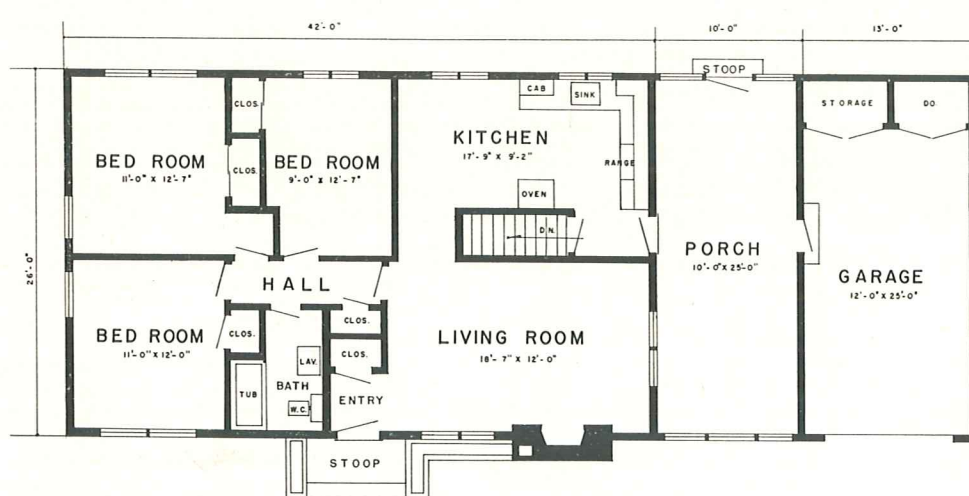 42'-0"
10'-0"
13'-0"
STOOP
CLOS.
CAB
SINK
STORAGE
DO.
KITCHEN
17'-9" X 9'-2"
BED ROOM
11'-0" X 12'-7"
BED ROOM
9'-0" X 12'-7"
RANGE
CLOS.
OVEN
D.N.
PORCH
10'-0" X 25'-0"
26'-0"
HALL
GARAGE
12'-0" X 25'-0"
CLOS.
BED ROOM
11'-0" X 12'-0"
CLOS.
LIVING ROOM
18'-7" X 12'-0"
CLOS.
LAV.
BATH
TUB
W.C.
ENTRY
STOOP